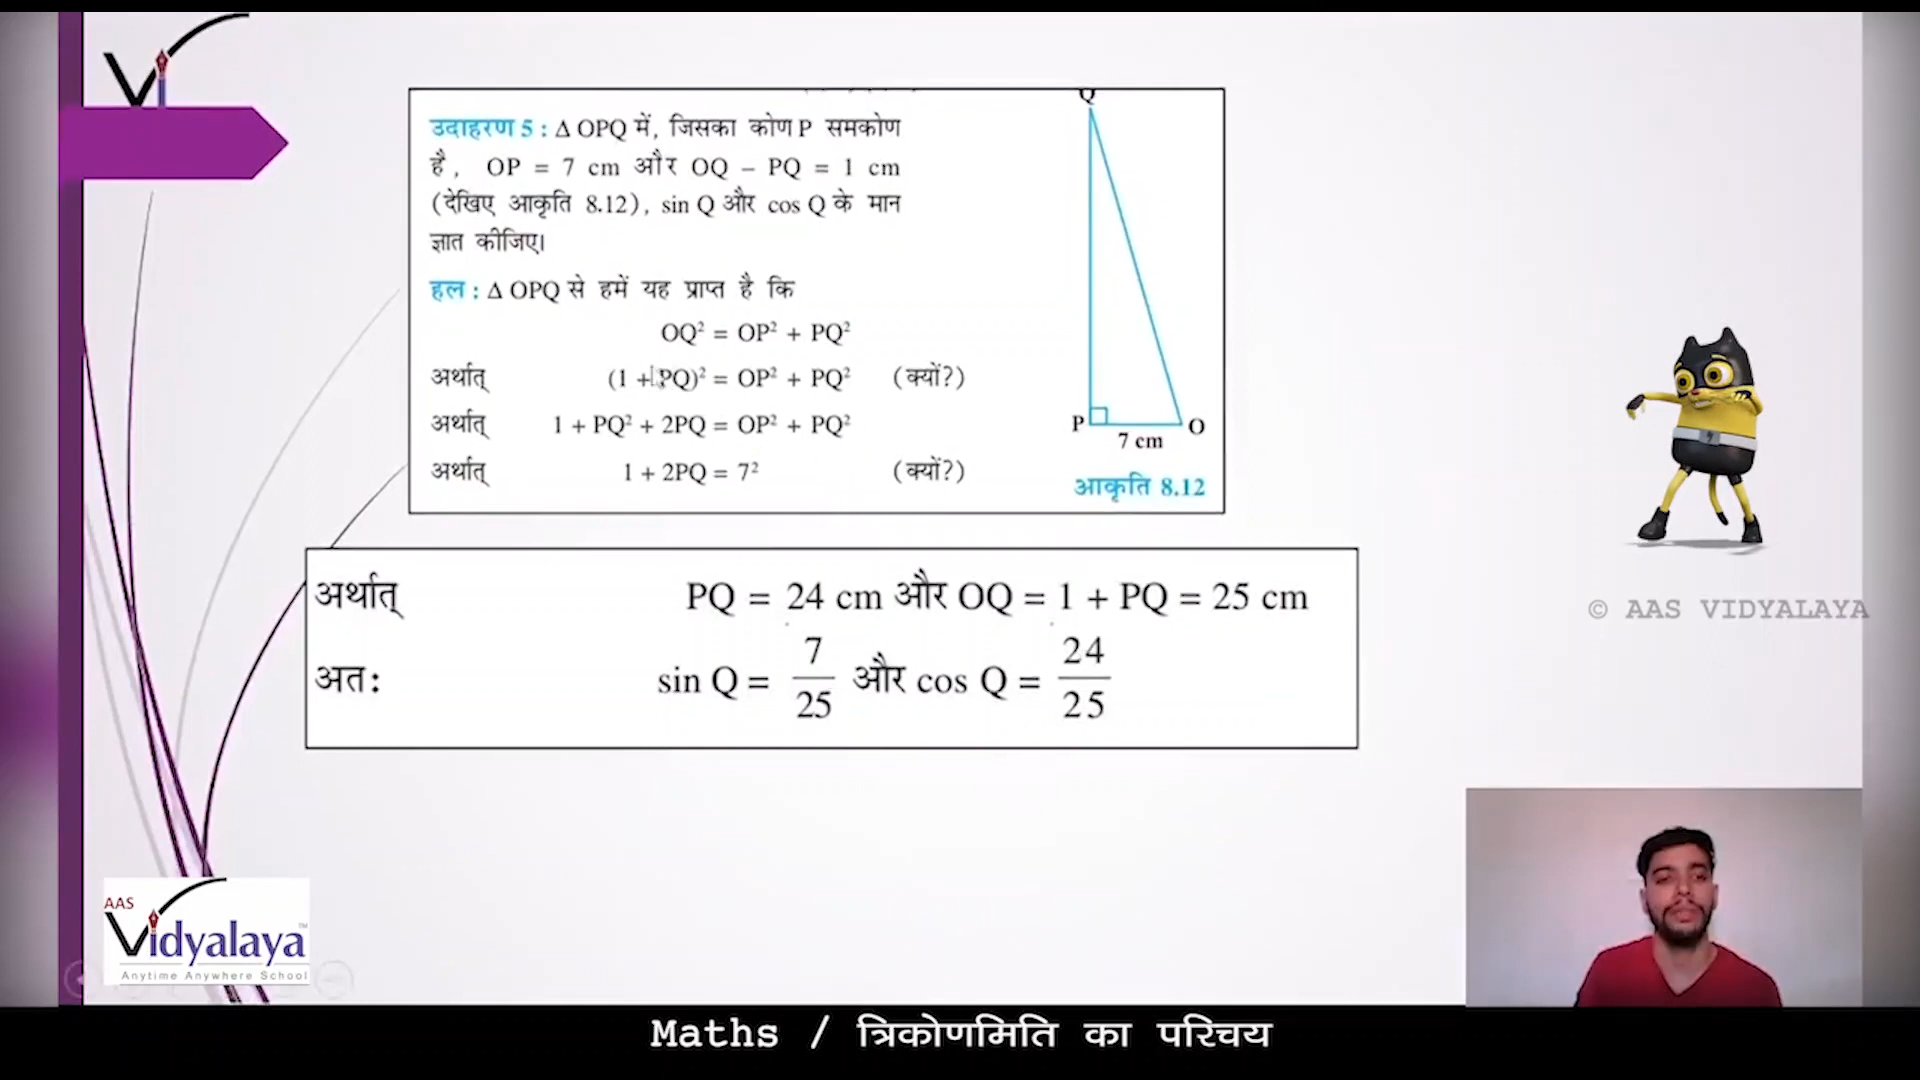 Q
उदाहरण 5 : Δ OPQ में, जिसका कोण P समकोण
है, OP = 7 cm और OQ – PQ = 1 cm
(देखिए आकृति 8.12), sin Q और cos Q के मान
ज्ञात कीजिए।
हल : Δ OPQ से हमें यह प्राप्त है कि
OQ² = OP² + PQ²
अर्थात् (1 + PQ)² = OP² + PQ² (क्यों?)
अर्थात् 1 + PQ² + 2PQ = OP² + PQ²
अर्थात् 1 + 2PQ = 7² (क्यों?)
P O
7 cm
आकृति 8.12
अर्थात् PQ = 24 cm और OQ = 1 + PQ = 25 cm
अत: sin Q = 7/25 और cos Q = 24/25
© AAS VIDYALAYA
AAS
Vidyalaya™
Anytime Anywhere School
Maths / त्रिकोणमिति का परिचय